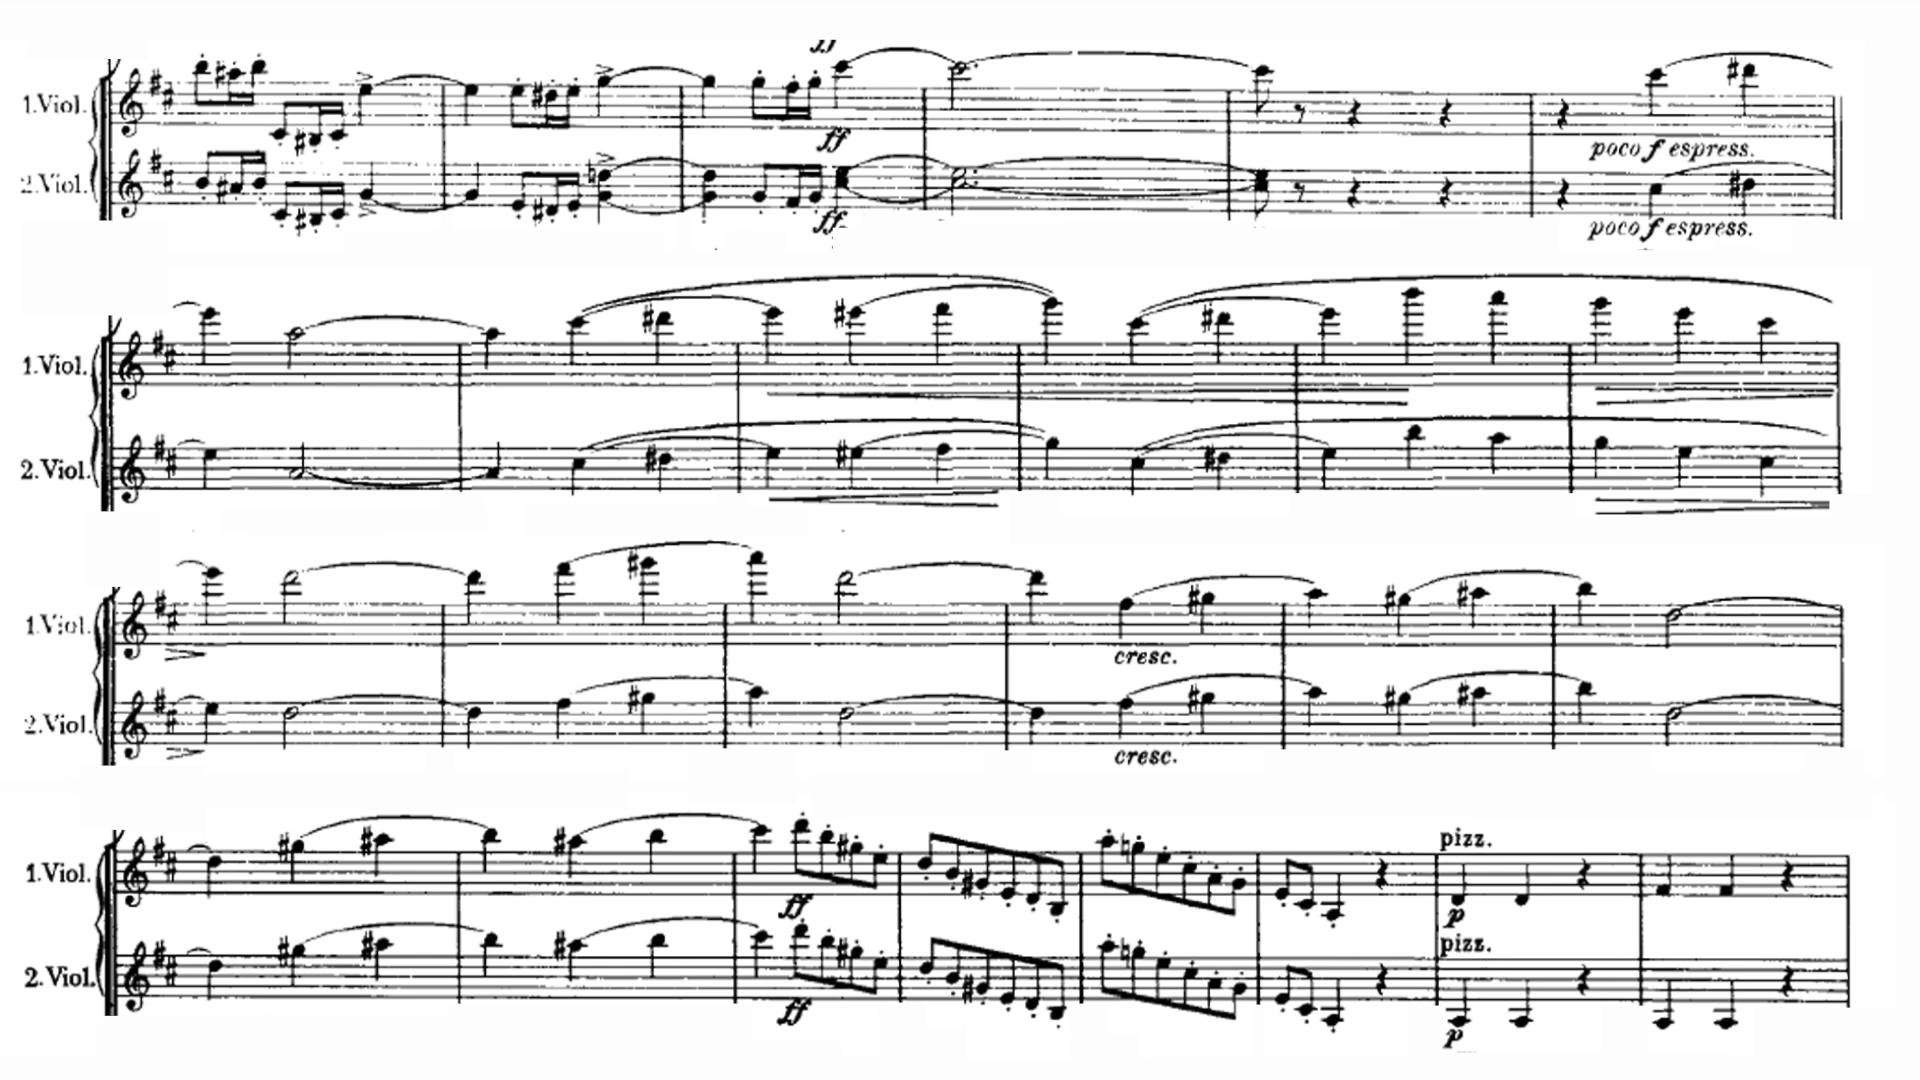 ff
1.Viol.
ff
poco f espress.
2.Viol.
ff
poco f espress.
1.Viol.
2.Viol.
1.Viol.
cresc.
2.Viol.
cresc.
pizz.
1.Viol.
ff
p
pizz.
2.Viol.
ff
p